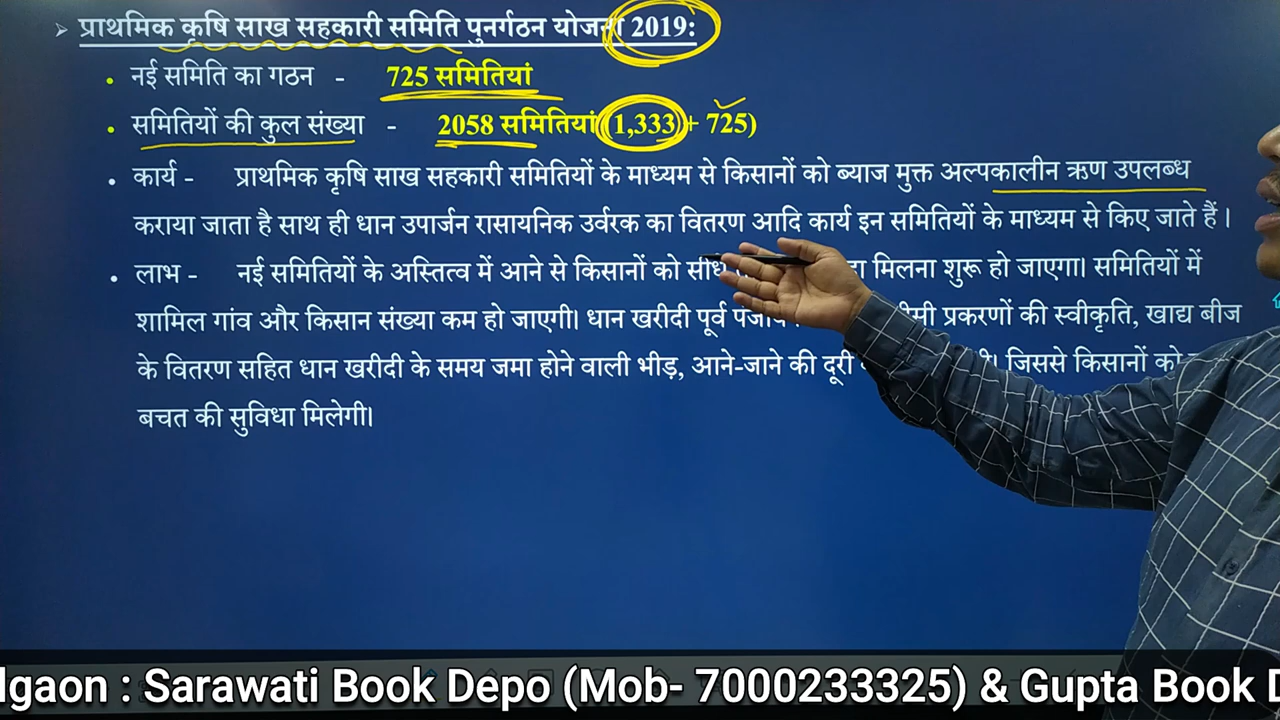 ➢ प्राथमिक कृषि साख सहकारी समिति पुनर्गठन योजना 2019:
• नई समिति का गठन - 725 समितियां
• समितियों की कुल संख्या - 2058 समितियां (1,333 + 725)
• कार्य - प्राथमिक कृषि साख सहकारी समितियों के माध्यम से किसानों को ब्याज मुक्त अल्पकालीन ऋण उपलब्ध
कराया जाता है साथ ही धान उपार्जन रासायनिक उर्वरक का वितरण आदि कार्य इन समितियों के माध्यम से किए जाते हैं ।
• लाभ - नई समितियों के अस्तित्व में आने से किसानों को मिलना शुरू हो जाएगा। समितियों में
शामिल गांव और किसान संख्या कम हो जाएगी। धान खरीदी पूर्व प्रकरणों की स्वीकृति, खाद्य बीज
के वितरण सहित धान खरीदी के समय जमा होने वाली भीड़, आने-जाने की दूरी जिससे किसानों को
बचत की सुविधा मिलेगी।
lgaon : Sarawati Book Depo (Mob- 7000233325) & Gupta Book D